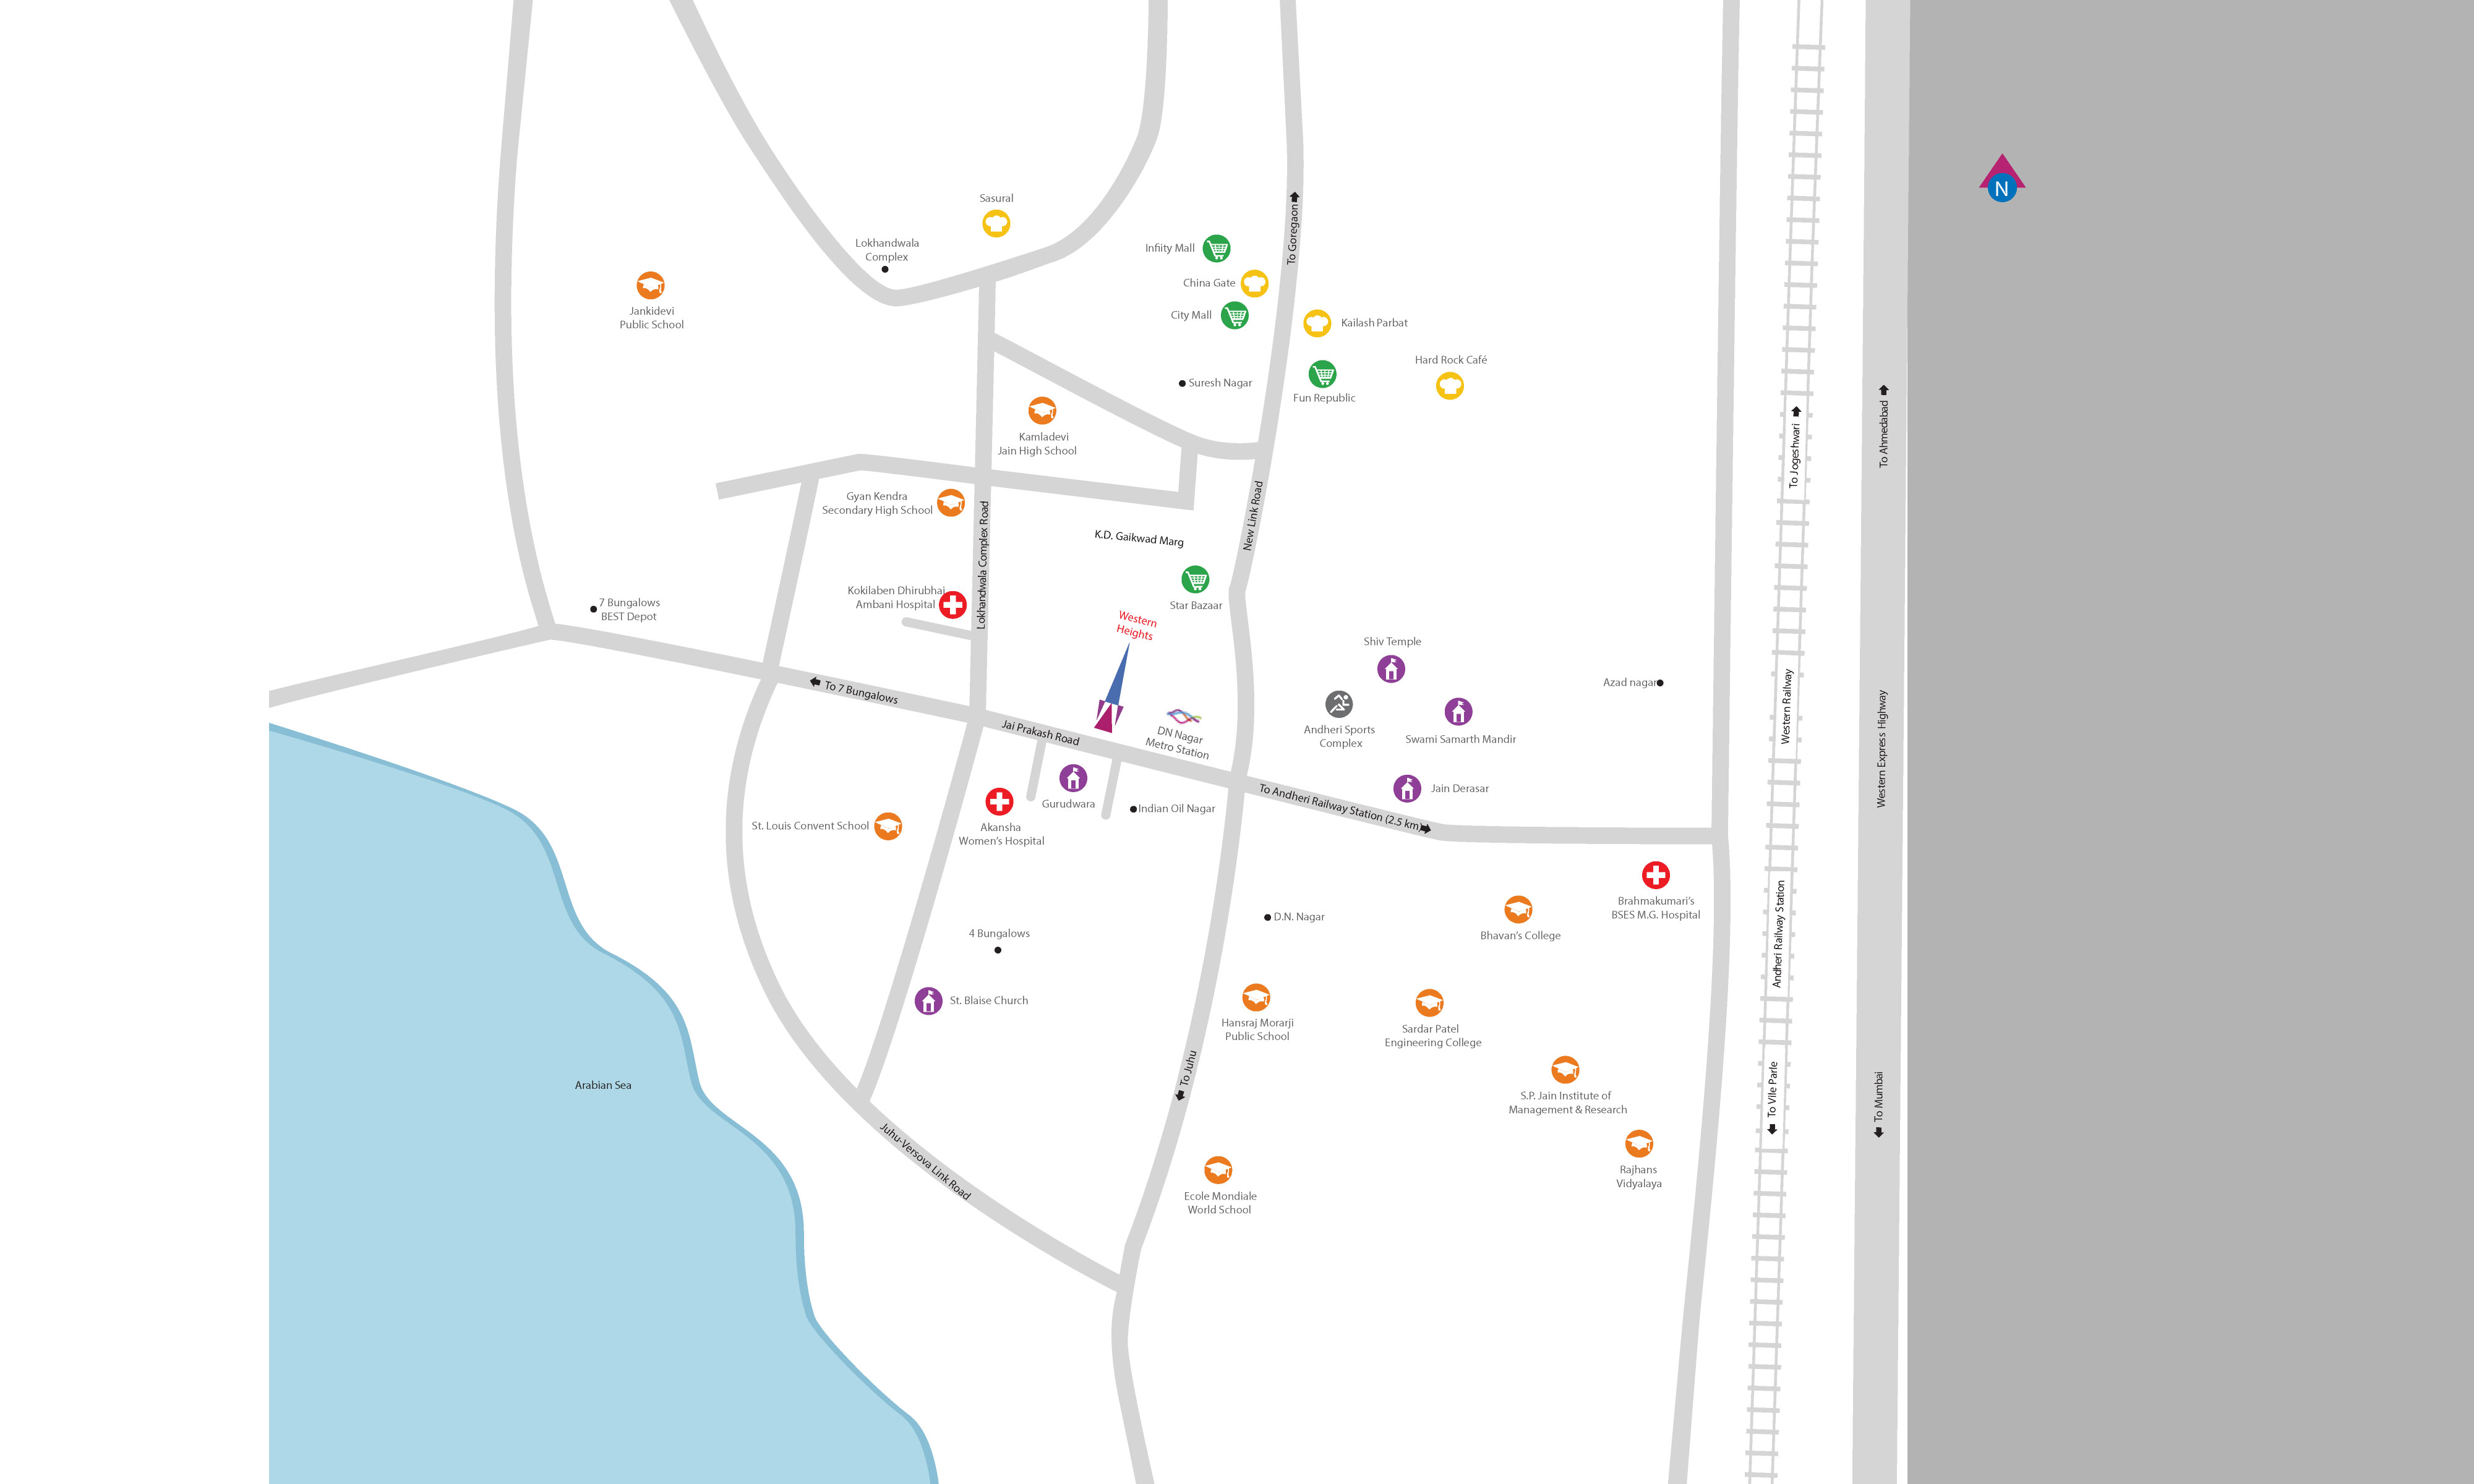 Sasural
Lokhandwala
Complex
Jankidevi
Public School
Infiity Mall
China Gate
City Mall
To Goregaon
N
Kailash Parbat
Suresh Nagar
Hard Rock Café
Fun Republic
Kamladevi
Jain High School
To Jogeshwari
To Ahmedabad
Gyan Kendra
Secondary High School
Lokhandwala Complex Road
K.D. Gaikwad Marg
New Link Road
Kokilaben Dhirubhai
Ambani Hospital
Star Bazaar
7 Bungalows
BEST Depot
Western
Heights
Shiv Temple
Azad nagar
To 7 Bungalows
Jai Prakash Road
DN Nagar
Metro Station
Andheri Sports
Complex
Swami Samarth Mandir
Western Railway
Western Express Highway
Gurudwara
Indian Oil Nagar
To Andheri Railway Station (2.5 km)
Jain Derasar
St. Louis Convent School
Akansha
Women's Hospital
Brahmakumari's
BSES M.G. Hospital
D.N. Nagar
Bhavan's College
Andheri Railway Station
4 Bungalows
St. Blaise Church
Hansraj Morarji
Public School
Sardar Patel
Engineering College
Arabian Sea
To Juhu
S.P. Jain Institute of
Management & Research
To Vile Parle
To Mumbai
Juhu-Versova Link Road
Rajhans
Vidyalaya
Ecole Mondiale
World School